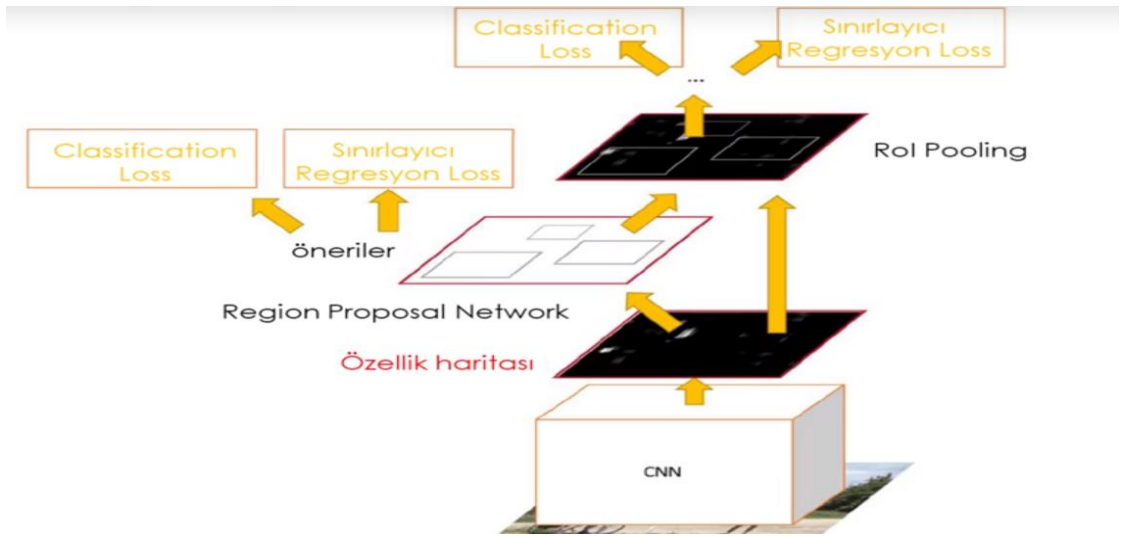 Classification
Loss
Sınırlayıcı
Regresyon Loss
...
RoI Pooling
Classification
Loss
Sınırlayıcı
Regresyon Loss
öneriler
Region Proposal Network
Özellik haritası
CNN